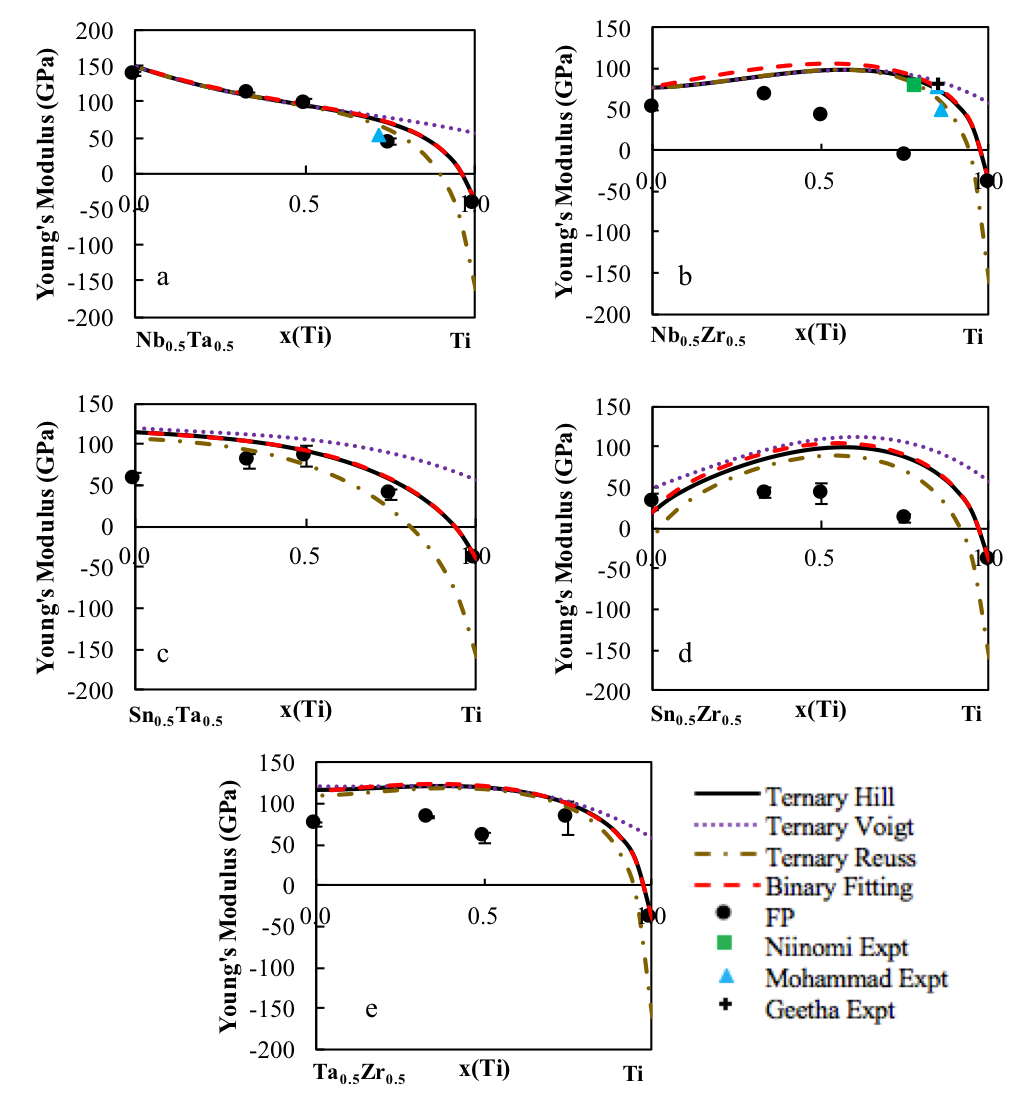 Young's Modulus (GPa)
200
150
100
50
0
-50
-100
-150
-200
0.0
0.5
1.0
a
Nb0.5Ta0.5
x(Ti)
Ti
Young's Modulus (GPa)
150
100
50
0
-50
-100
-150
-200
0.0
0.5
1.0
b
Nb0.5Zr0.5
x(Ti)
Ti
Young's Modulus (GPa)
150
100
50
0
-50
-100
-150
-200
0.0
0.5
1.0
c
Sn0.5Ta0.5
x(Ti)
Ti
Young's Modulus (GPa)
150
100
50
0
-50
-100
-150
-200
0.0
0.5
1.0
d
Sn0.5Zr0.5
x(Ti)
Ti
Young's Modulus (GPa)
150
100
50
0
-50
-100
-150
-200
0.0
0.5
1.0
e
Ta0.5Zr0.5
x(Ti)
Ti
Ternary Hill
Ternary Voigt
Ternary Reuss
Binary Fitting
FP
Niinomi Expt
Mohammad Expt
Geetha Expt